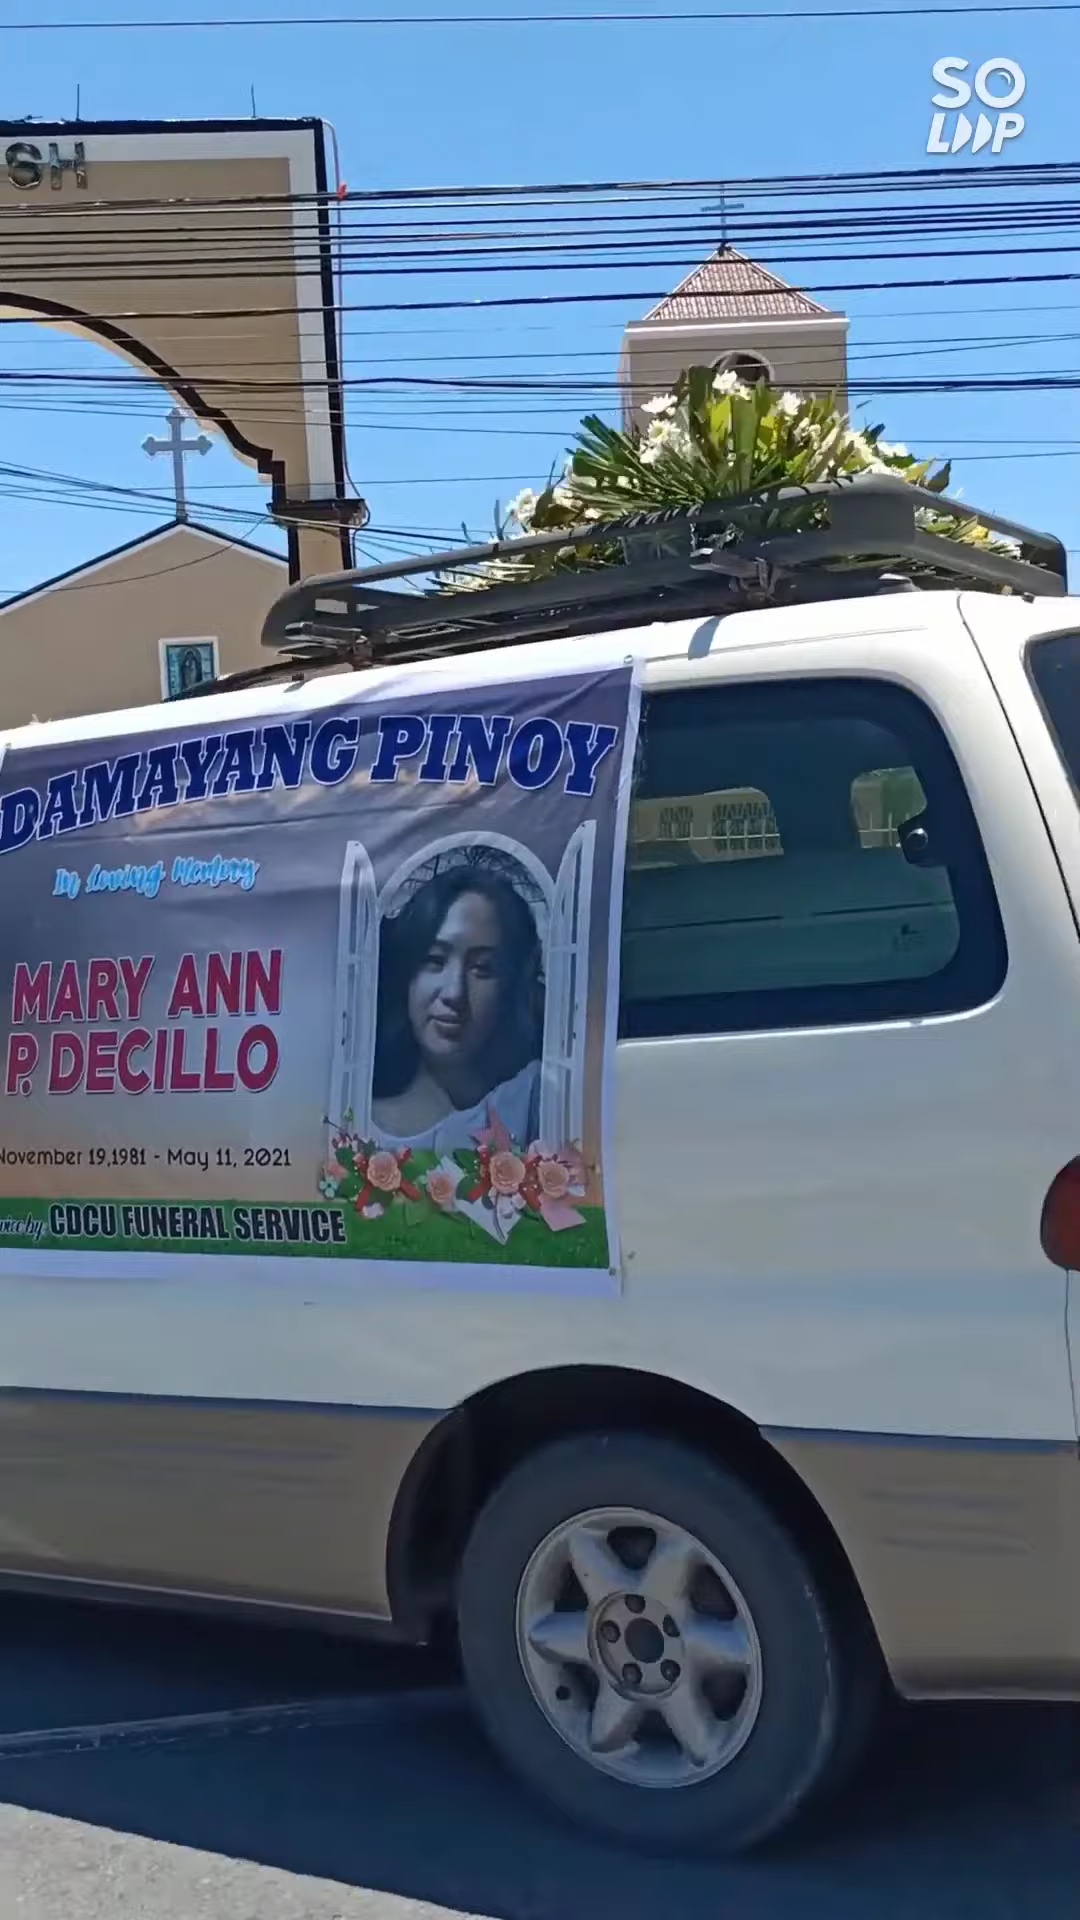 SO
LOOP
SH
DAMAYANG PINOY
In Loving Memory
MARY ANN
P. DECILLO
November 19,1981 - May 11, 2021
by: CDCU FUNERAL SERVICE